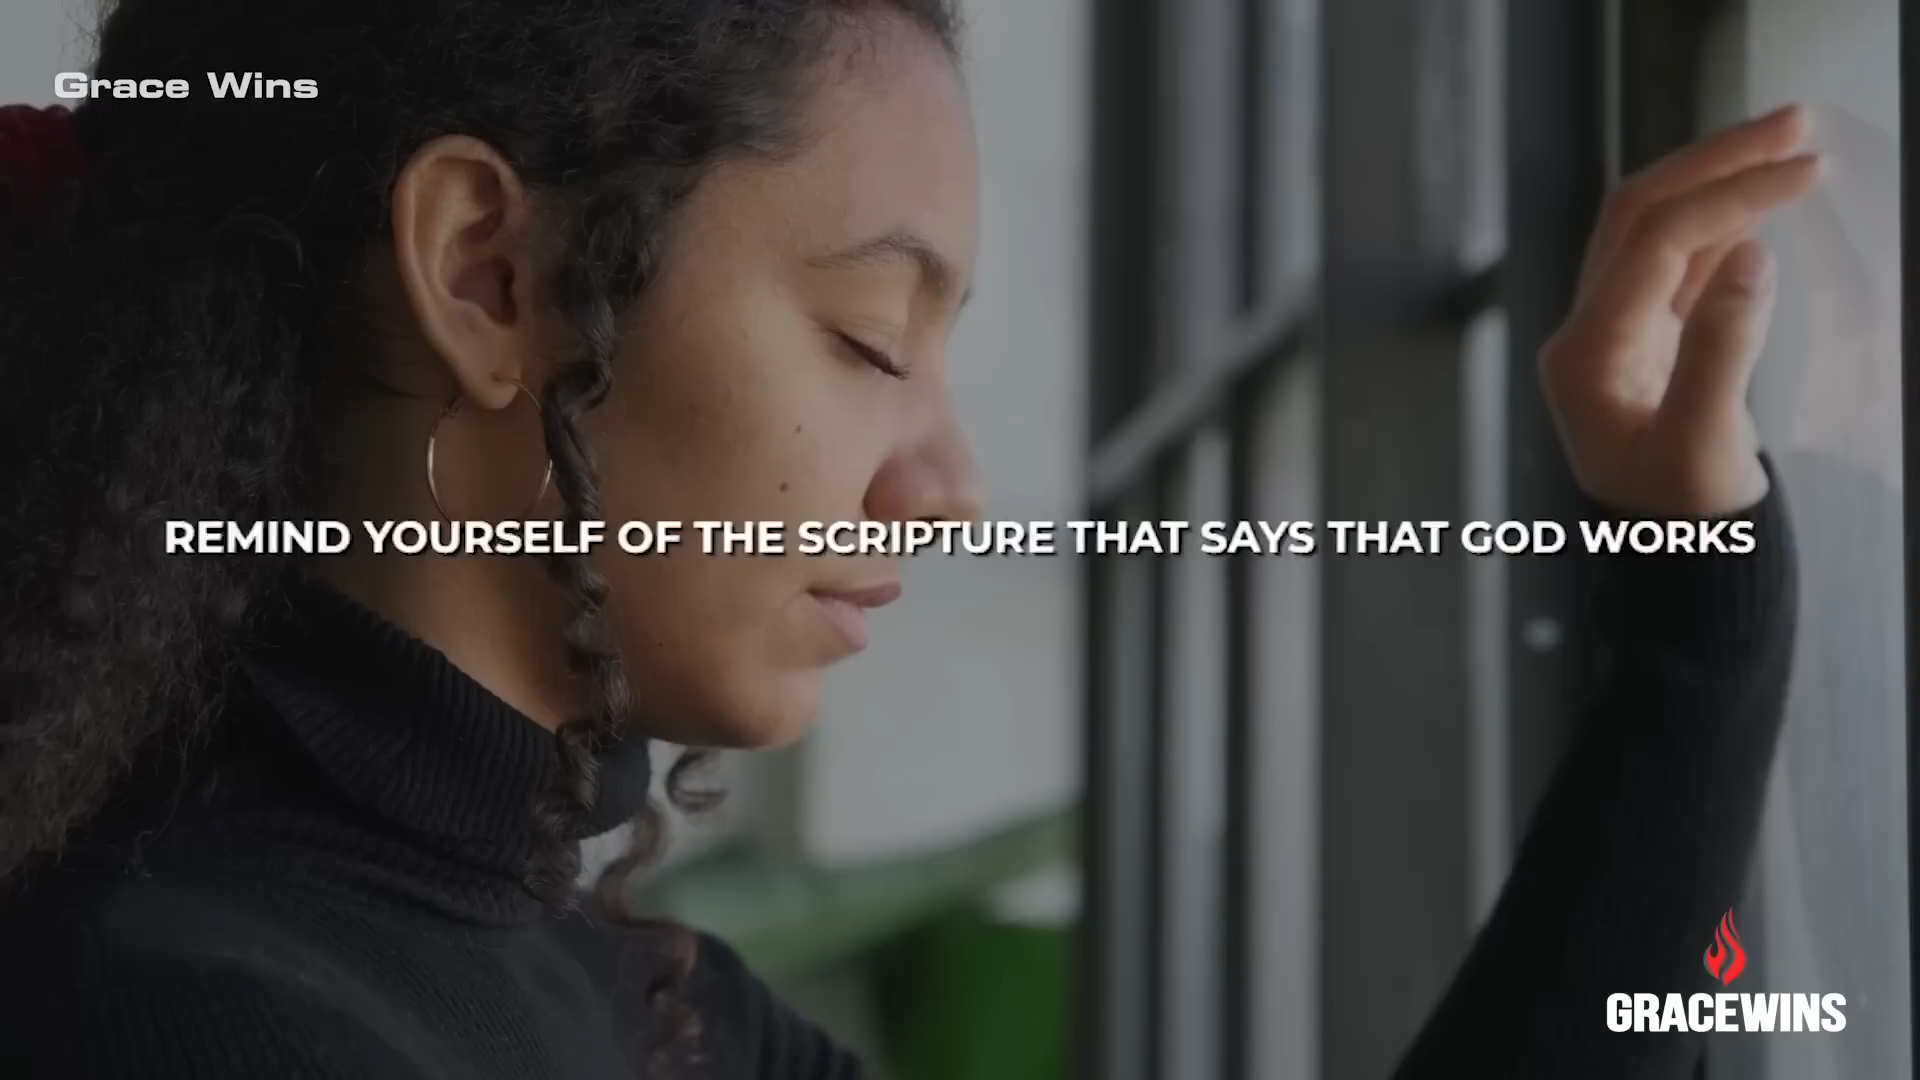 Grace Wins
REMIND YOURSELF OF THE SCRIPTURE THAT SAYS THAT GOD WORKS
GRACEWINS